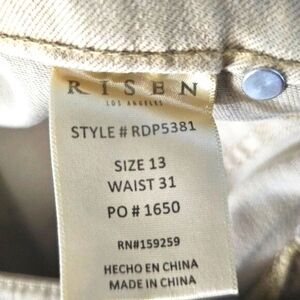 RISEN
LOS ANGELES
STYLE # RDP5381
SIZE 13
WAIST 31
PO # 1650
RN#159259
HECHO EN CHINA
MADE IN CHINA